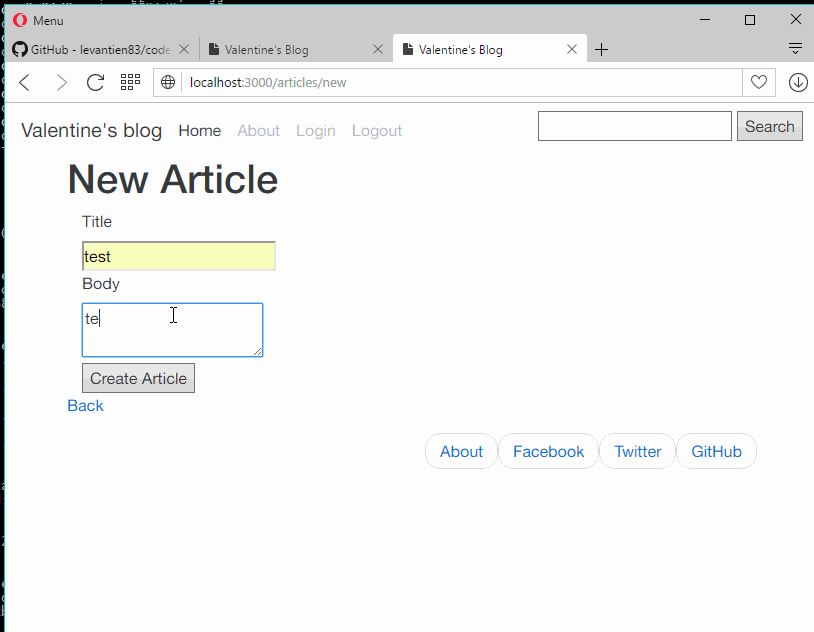 Menu
GitHub - levantien83/code
Valentine's Blog
Valentine's Blog
localhost:3000/articles/new
Valentine's blog Home About Login Logout
Search
New Article
Title
test
Body
te
Create Article
Back
About Facebook Twitter GitHub